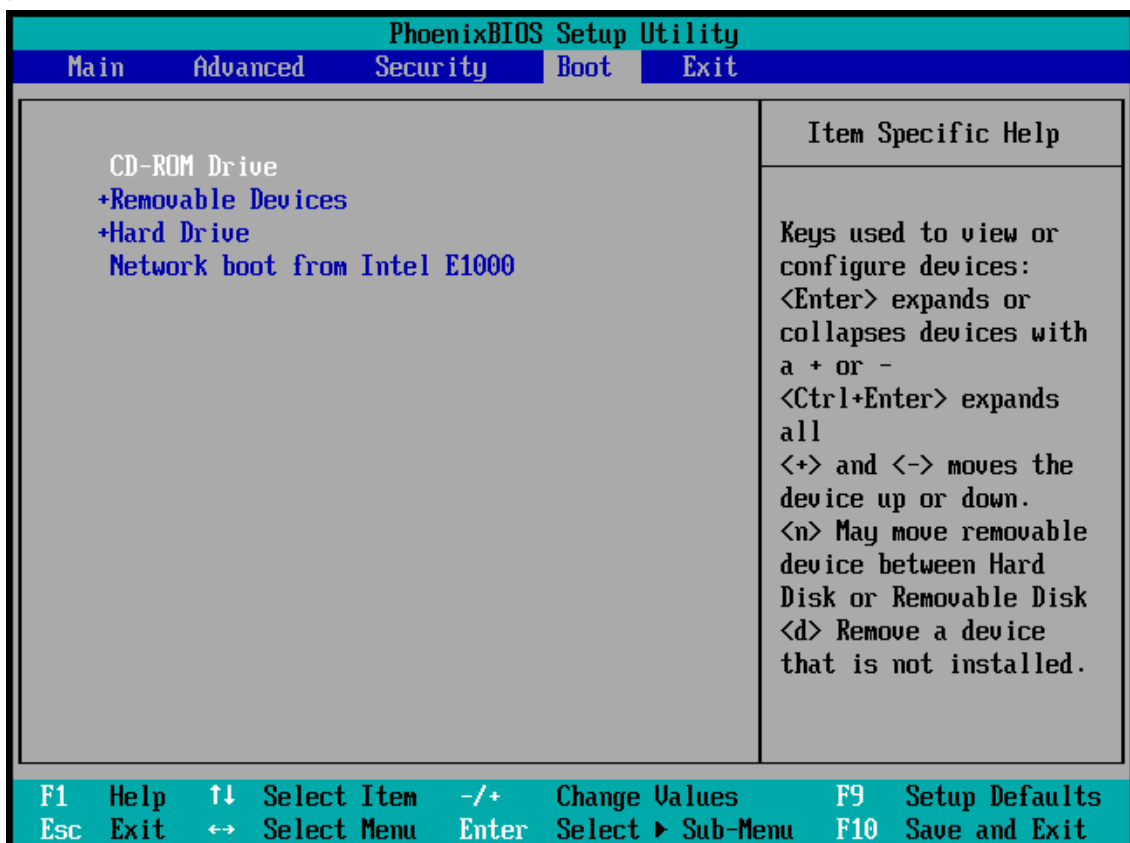 PhoenixBIOS Setup Utility
Main Advanced Security Boot Exit
CD-ROM Drive
+Removable Devices
+Hard Drive
Network boot from Intel E1000
Item Specific Help
Keys used to view or
configure devices:
<Enter> expands or
collapses devices with
a + or -
<Ctrl+Enter> expands
all
<+> and <-> moves the
device up or down.
<n> May move removable
device between Hard
Disk or Removable Disk
<d> Remove a device
that is not installed.
F1 Help ↑↓ Select Item -/+ Change Values F9 Setup Defaults
Esc Exit ↔ Select Menu Enter Select ▶ Sub-Menu F10 Save and Exit